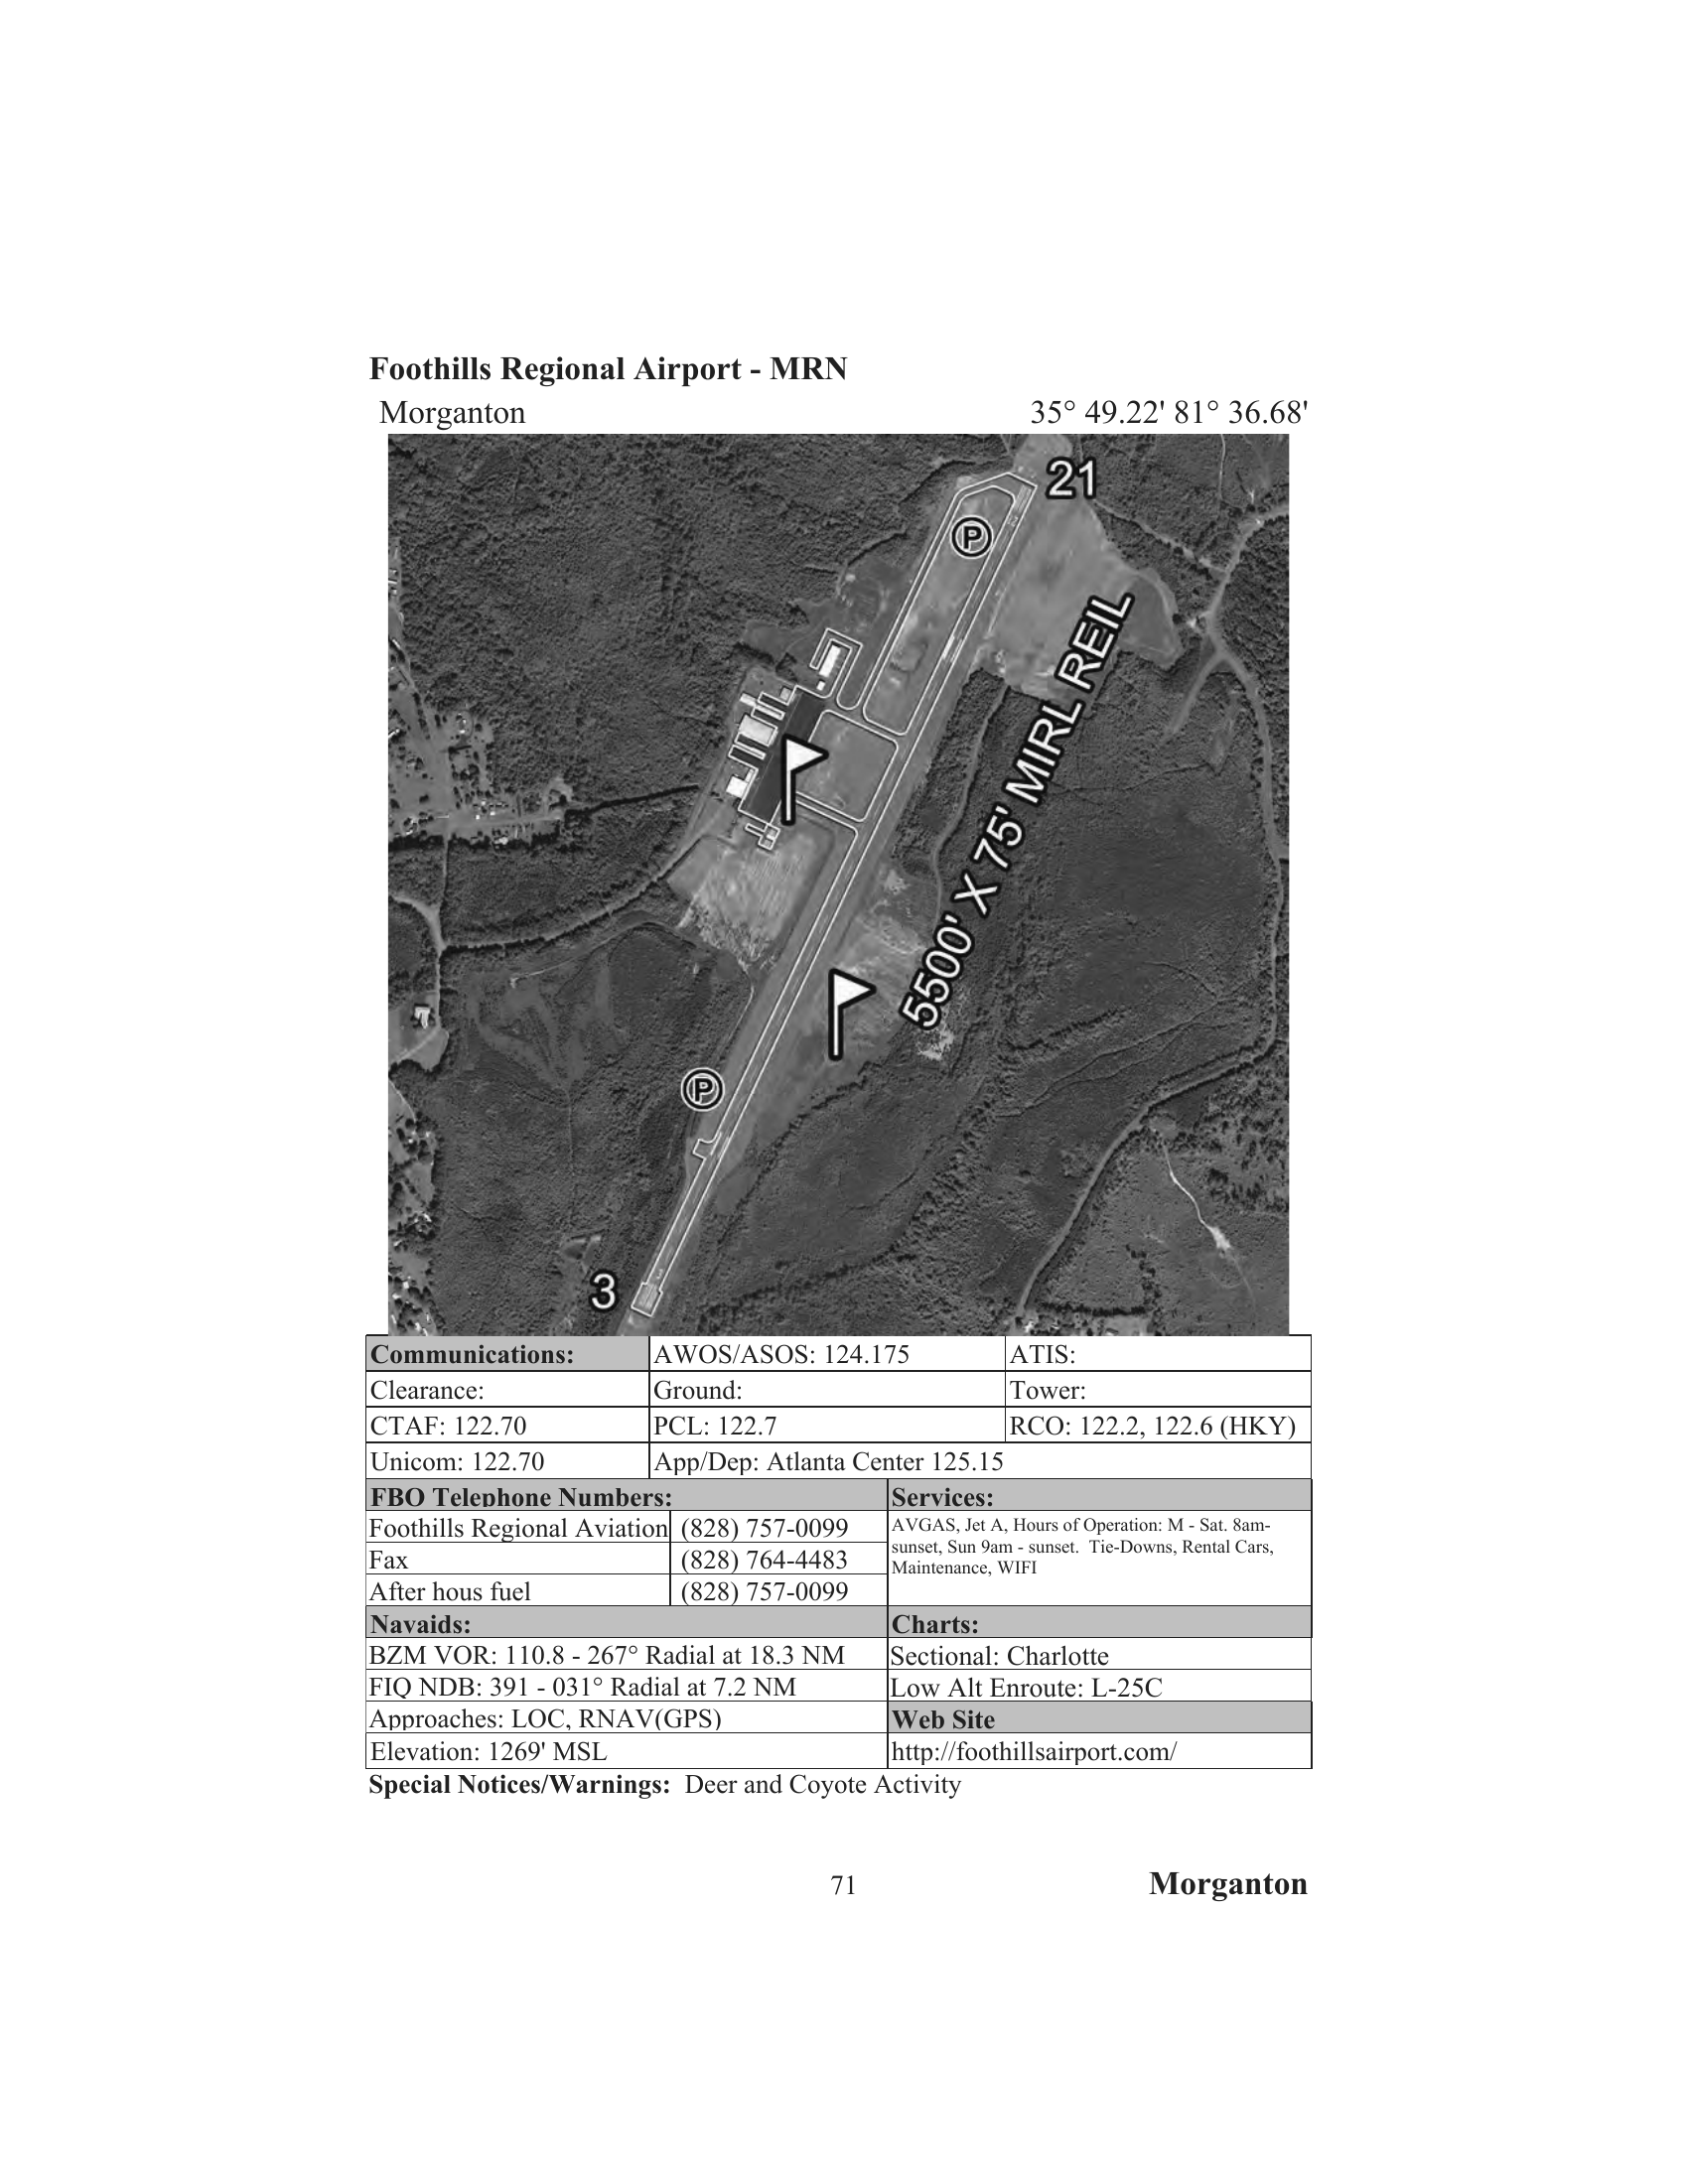 Foothills Regional Airport - MRN
Morganton 35° 49.22' 81° 36.68'
21
P
5500' X 75' MIRL REIL
P
3
Communications: AWOS/ASOS: 124.175 ATIS:
Clearance: Ground: Tower:
CTAF: 122.70 PCL: 122.7 RCO: 122.2, 122.6 (HKY)
Unicom: 122.70 App/Dep: Atlanta Center 125.15
FBO Telephone Numbers: Services:
Foothills Regional Aviation (828) 757-0099
Fax (828) 764-4483
After hous fuel (828) 757-0099
AVGAS, Jet A, Hours of Operation: M - Sat. 8am-
sunset, Sun 9am - sunset. Tie-Downs, Rental Cars,
Maintenance, WIFI
Navaids: Charts:
BZM VOR: 110.8 - 267° Radial at 18.3 NM Sectional: Charlotte
FIQ NDB: 391 - 031° Radial at 7.2 NM Low Alt Enroute: L-25C
Approaches: LOC, RNAV(GPS) Web Site
Elevation: 1269' MSL http://foothillsairport.com/
Special Notices/Warnings: Deer and Coyote Activity
71 Morganton